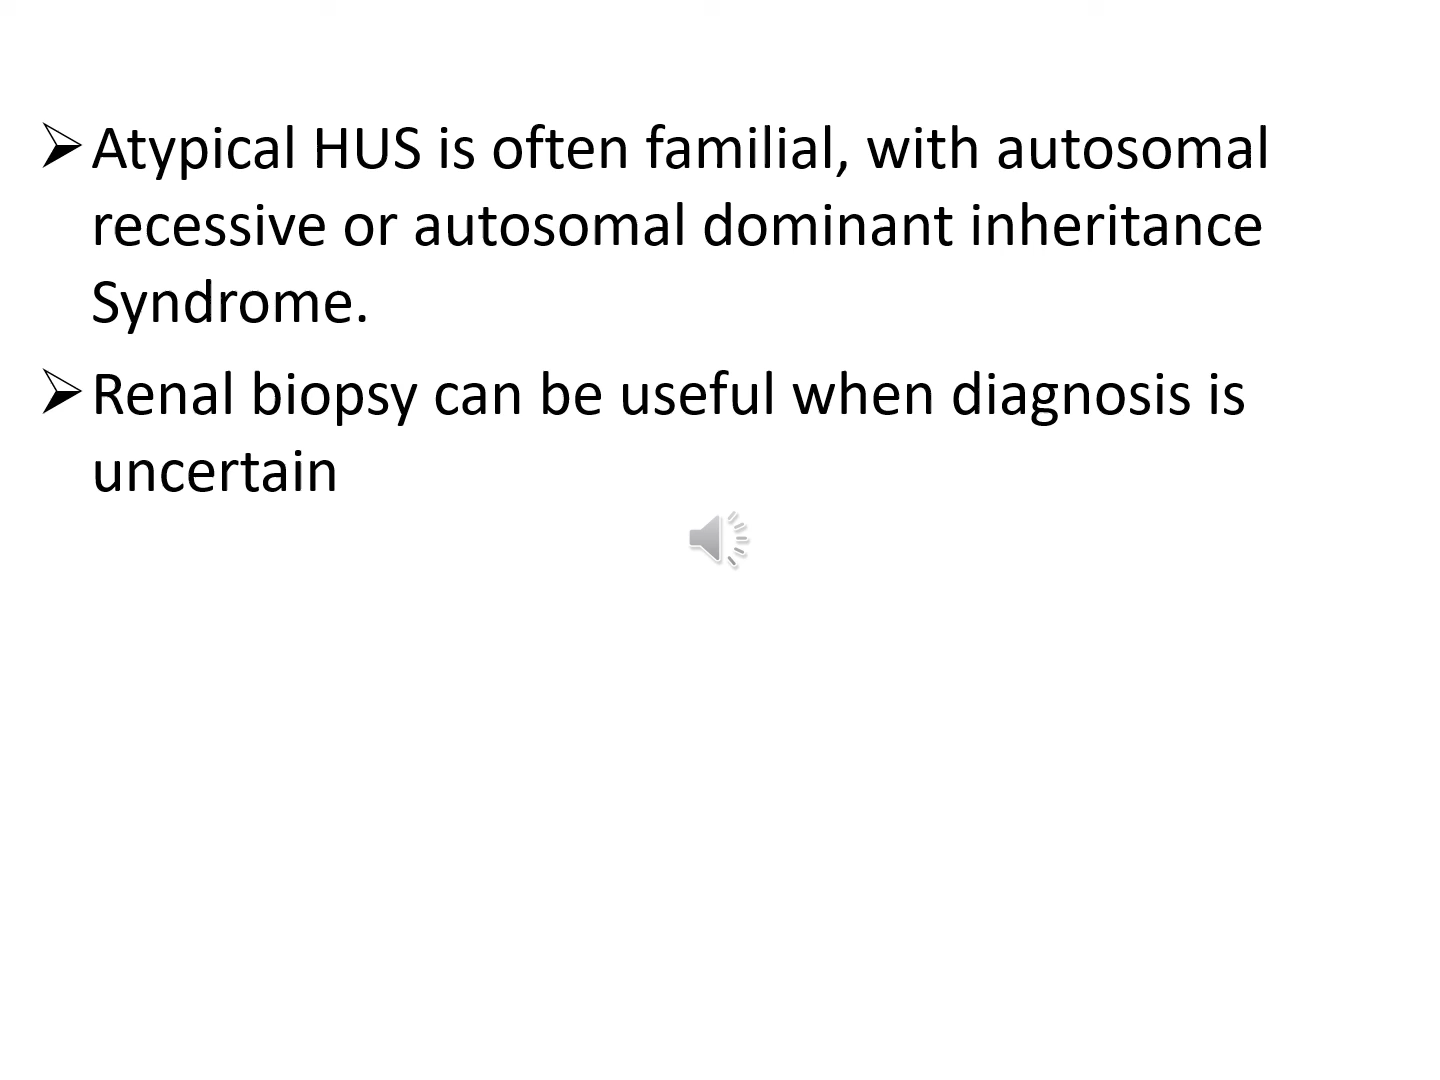 Atypical HUS is often familial, with autosomal
recessive or autosomal dominant inheritance
Syndrome.
Renal biopsy can be useful when diagnosis is
uncertain